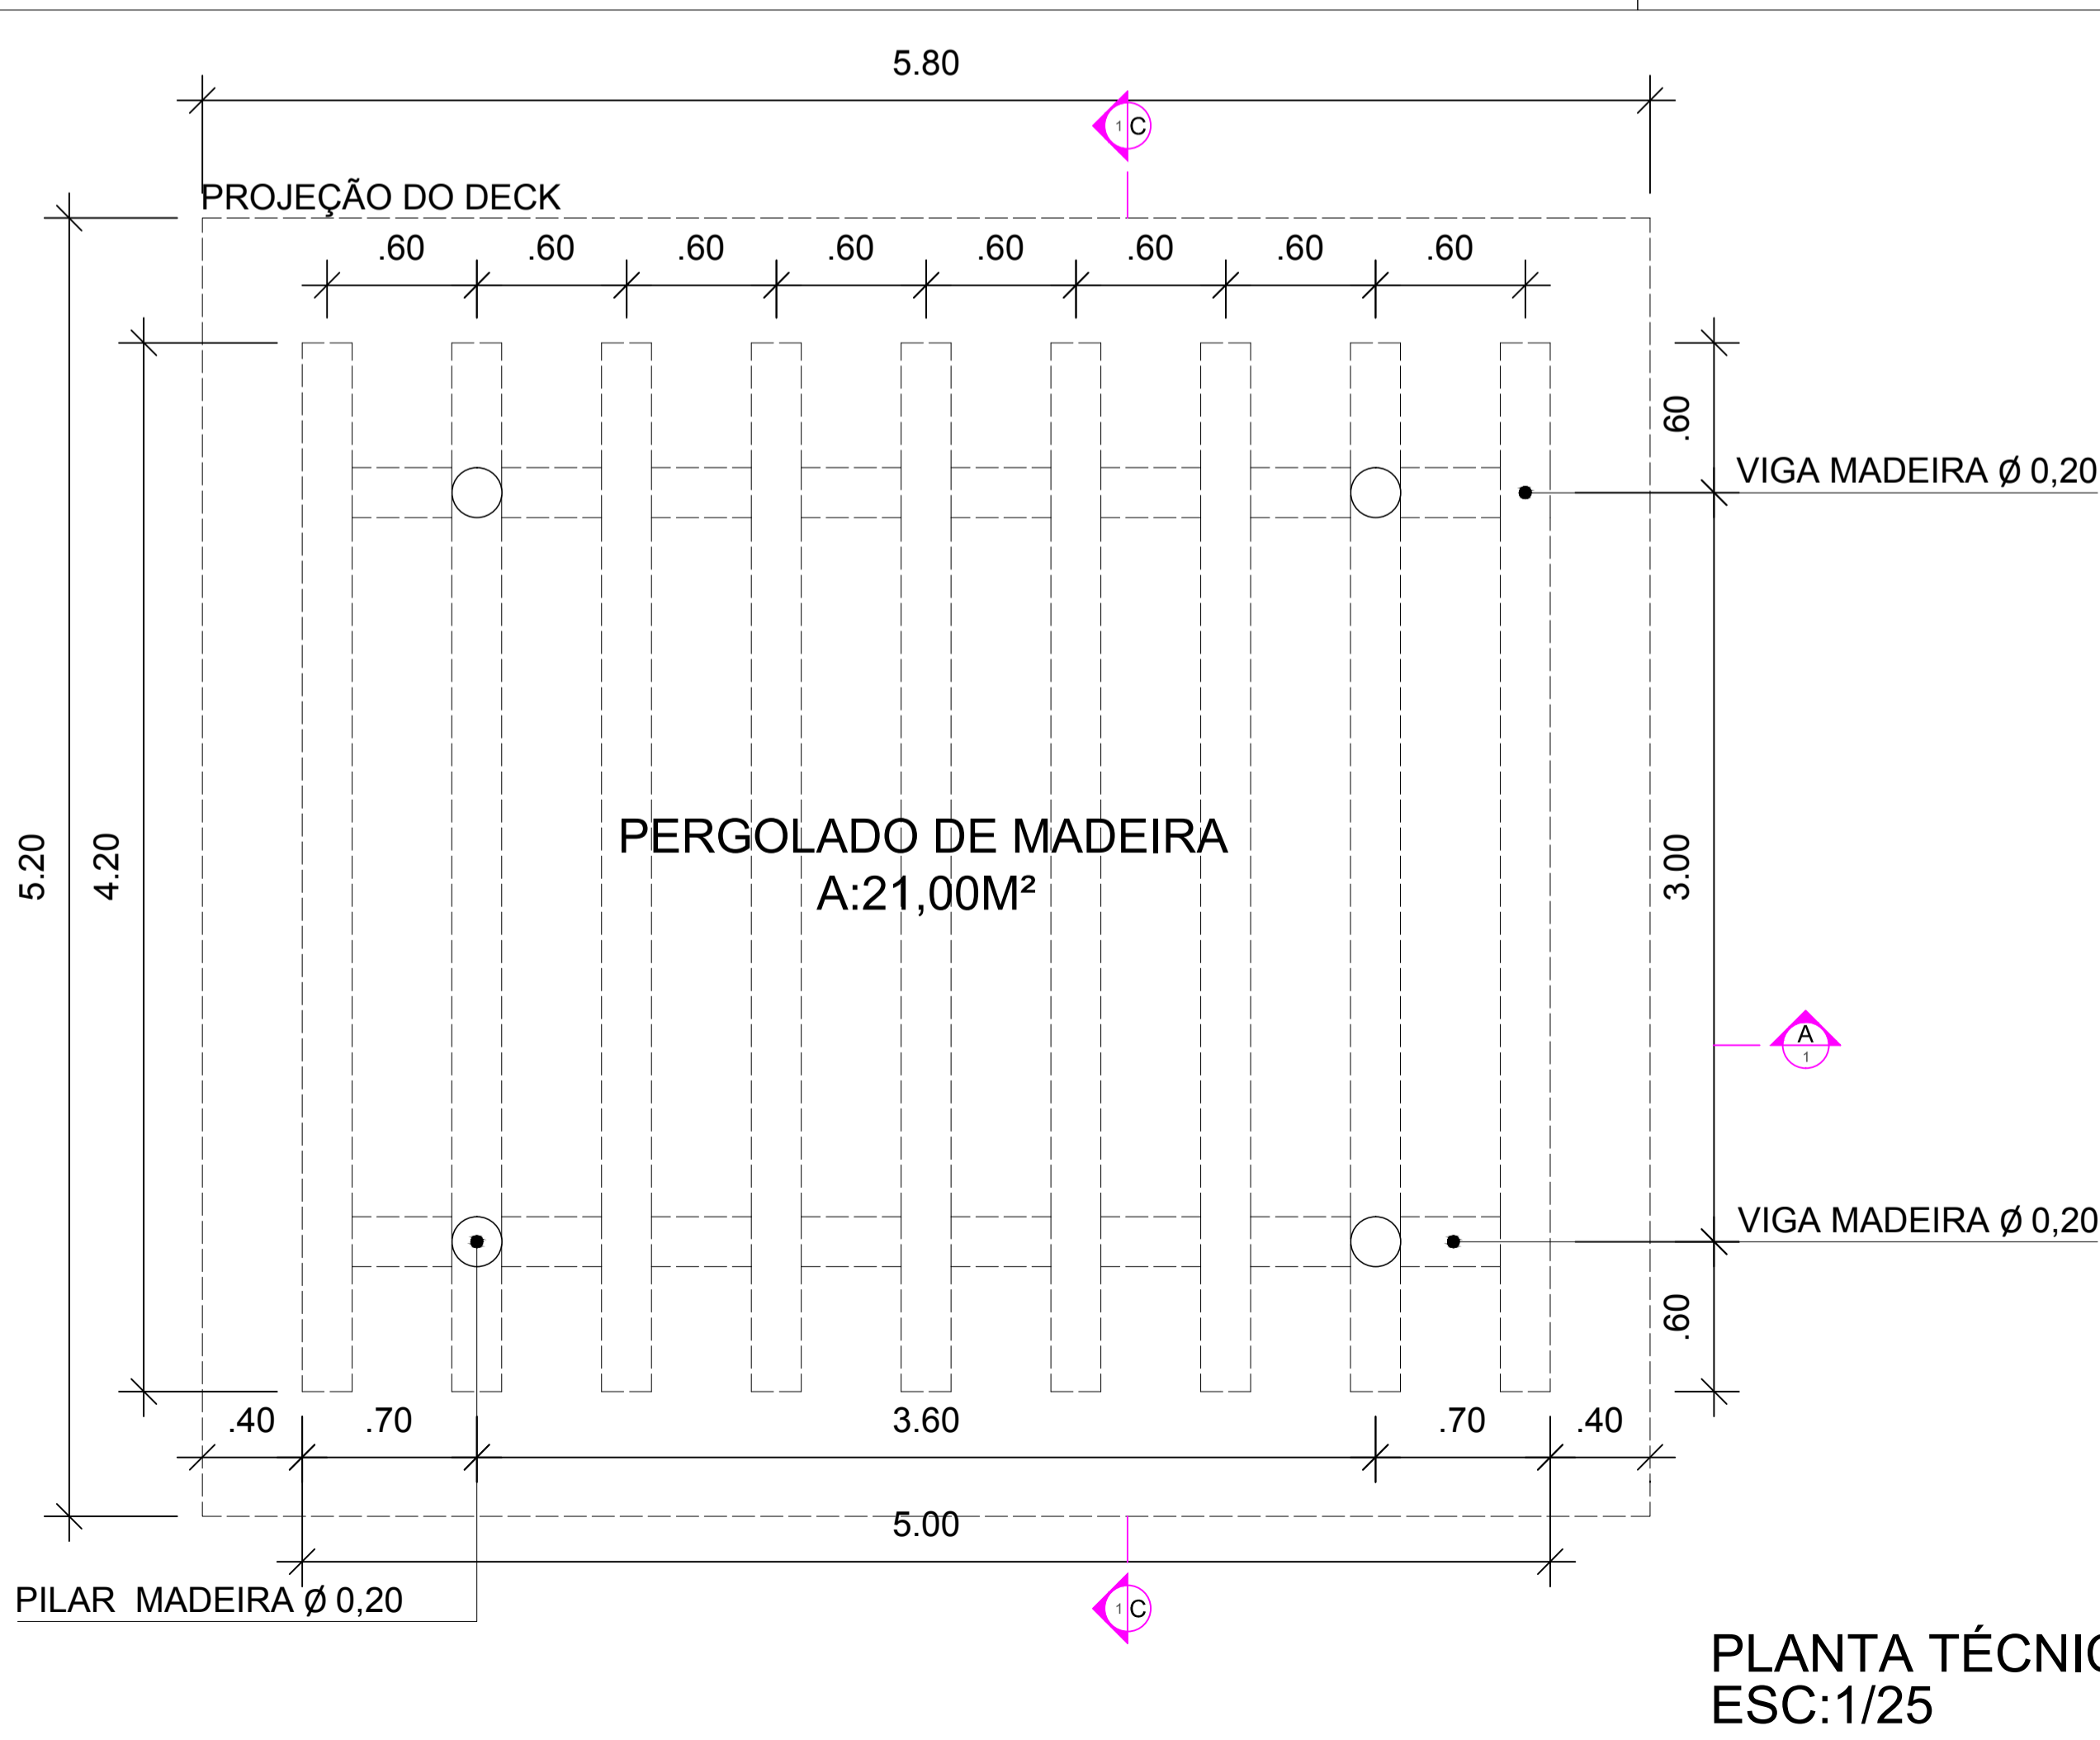 5.80
1 C
PROJEÇÃO DO DECK
.60 .60 .60 .60 .60 .60 .60 .60
.60
VIGA MADEIRA Ø 0,20
PERGOLADO DE MADEIRA
A:21,00M²
5.20
4.20
3.00
A
1
VIGA MADEIRA Ø 0,20
.60
.40 .70 3.60 .70 .40
5.00
PILAR MADEIRA Ø 0,20
1 C
PLANTA TÉCNIC
ESC:1/25